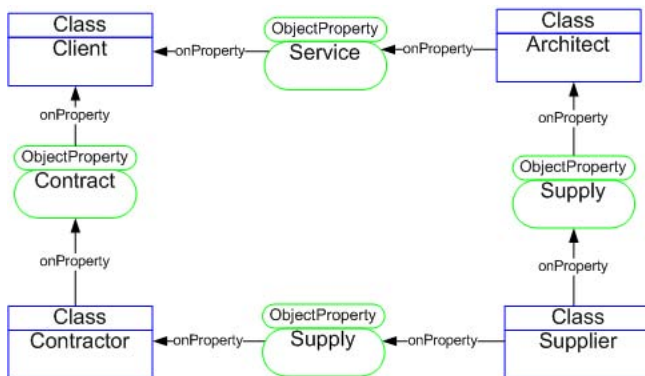 Class
Client
onProperty
ObjectProperty
Service
onProperty
Class
Architect
onProperty
ObjectProperty
Contract
onProperty
onProperty
ObjectProperty
Supply
onProperty
Class
Contractor
onProperty
ObjectProperty
Supply
onProperty
Class
Supplier